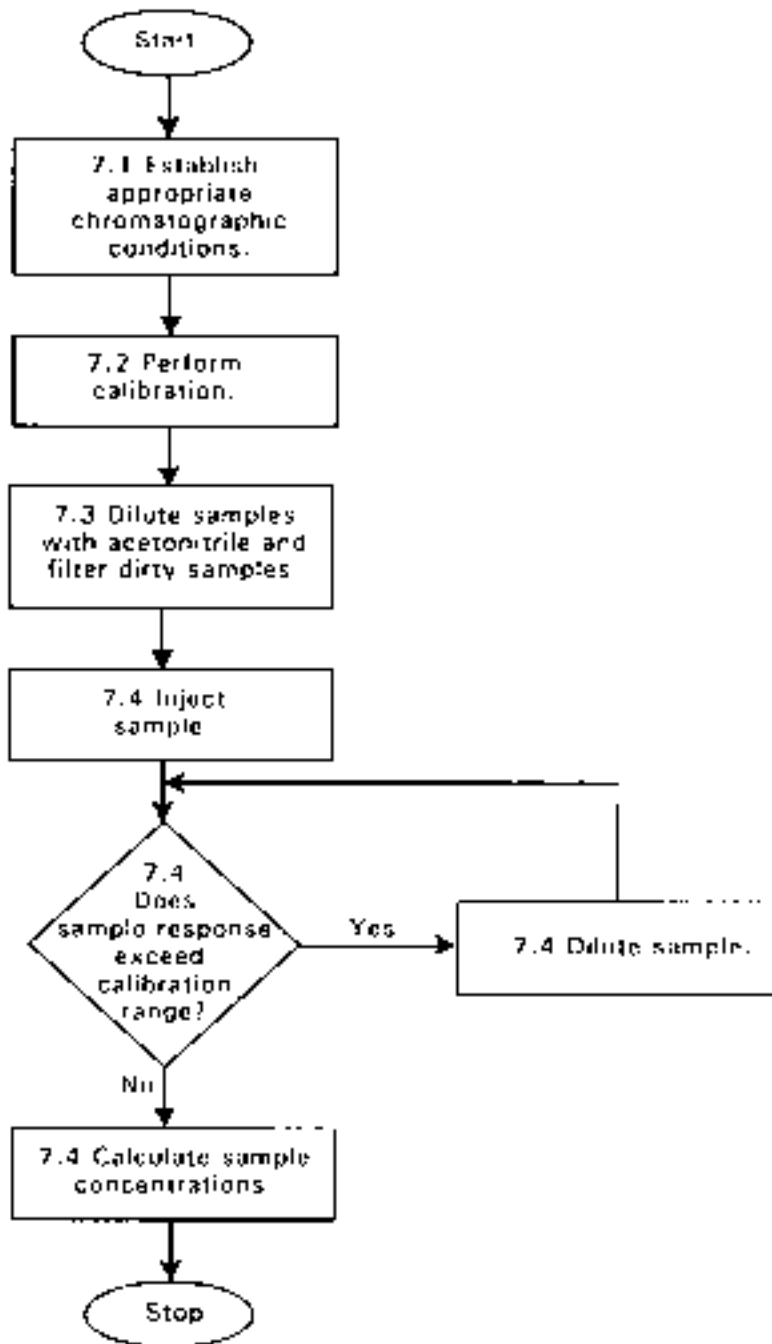 Start
7.1 Establish
appropriate
chromatographic
conditions.
7.2 Perform
calibration.
7.3 Dilute samples
with acetonitrile and
filter dirty samples
7.4 Inject
sample
7.4
Does
sample response
exceed
calibration
range?
Yes
7.4 Dilute sample.
No
7.4 Calculate sample
concentrations
Stop